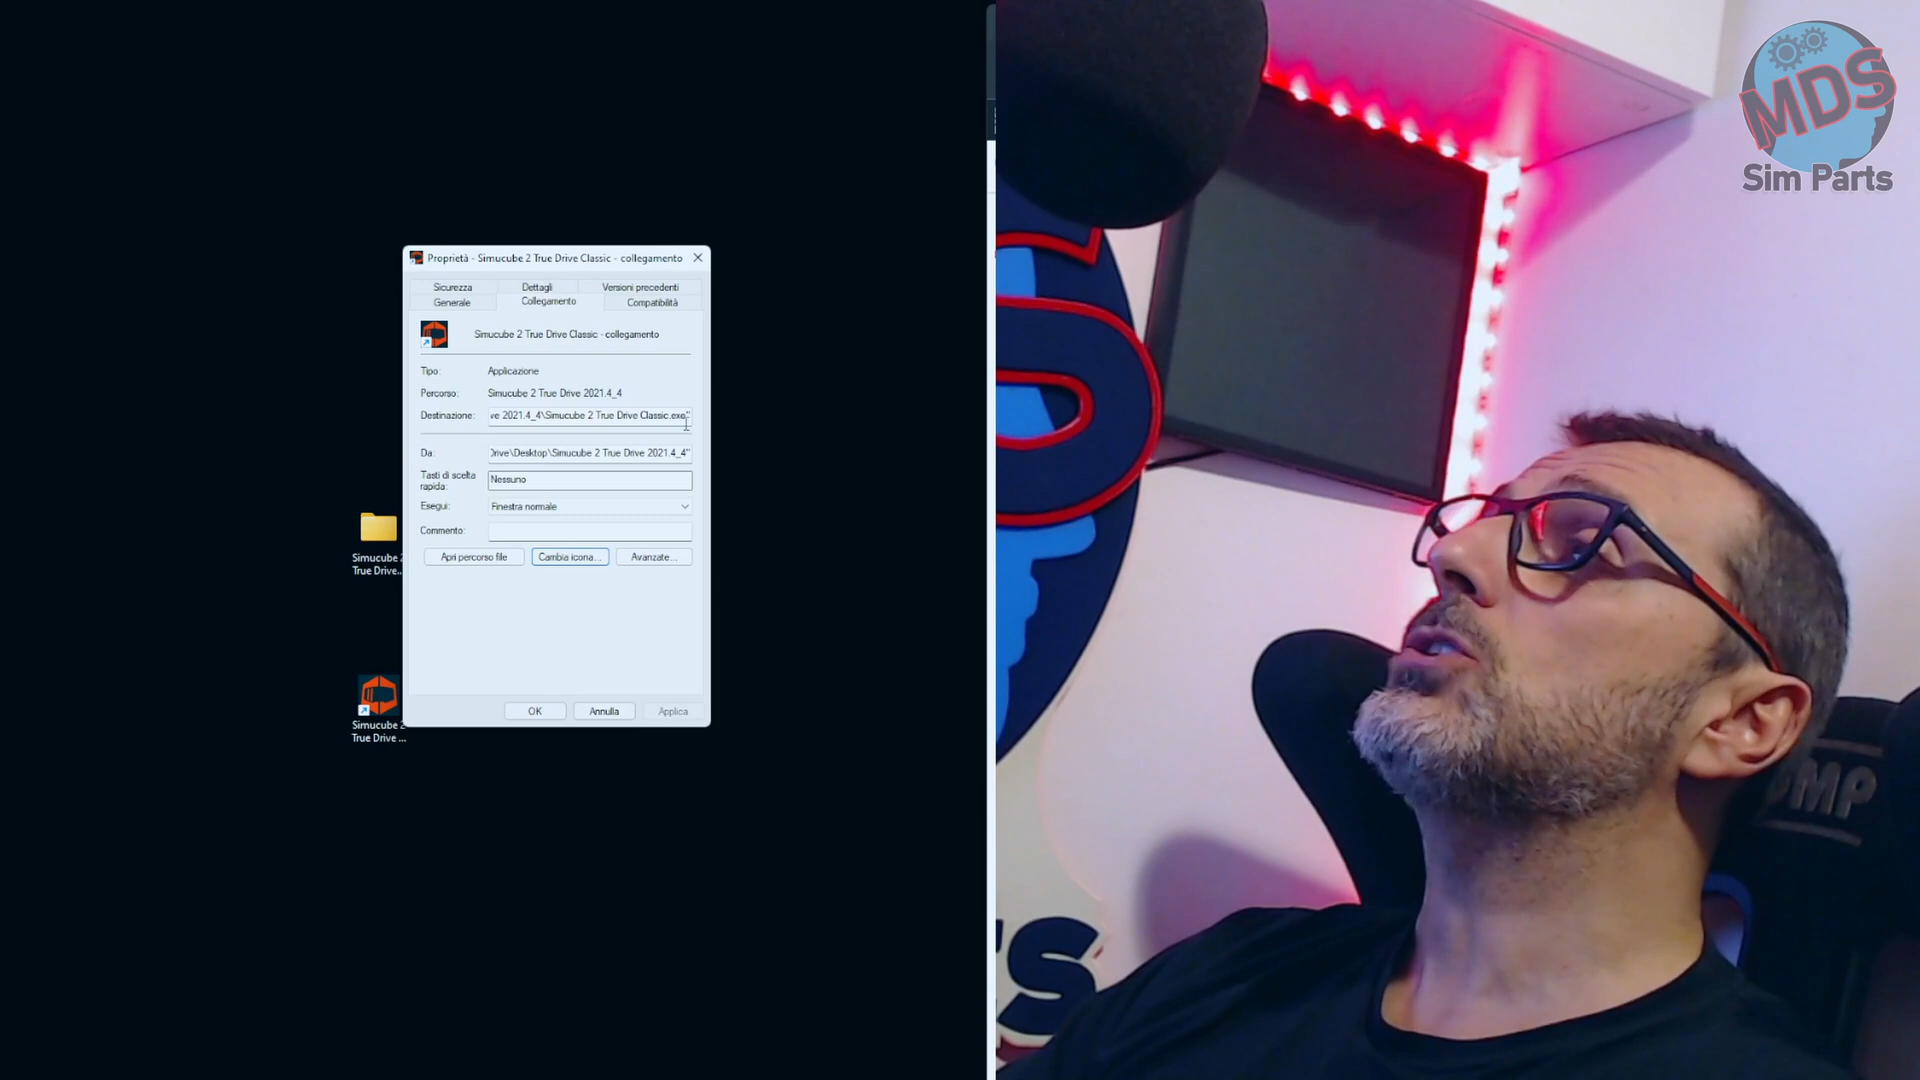 Proprietà - Simucube 2 True Drive Classic - collegamento
Sicurezza
Dettagli
Versioni precedenti
Generale
Collegamento
Compatibilità
Simucube 2 True Drive Classic - collegamento
Tipo:
Applicazione
Percorso:
Simucube 2 True Drive 2021.4_4
Destinazione:
ve 2021.4_4\Simucube 2 True Drive Classic.exe"
Da:
Drive\Desktop\Simucube 2 True Drive 2021.4_4"
Tasti di scelta
rapida:
Nessuno
Esegui:
Finestra normale
Commento:
Apri percorso file
Cambia icona...
Avanzate...
OK
Annulla
Applica
Simucube 2
True Drive...
Simucube 2
True Drive ...
MDS
Sim Parts
OMP